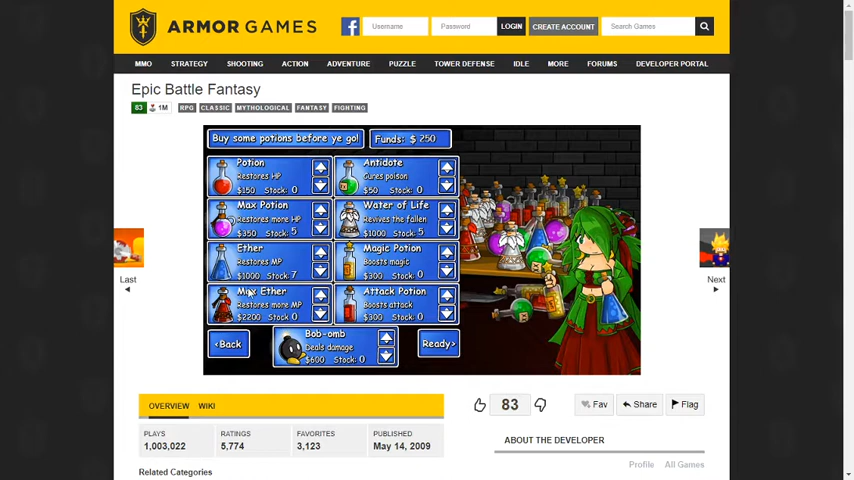 ARMOR GAMES
Username
Password
LOGIN
CREATE ACCOUNT
Search Games
MMO STRATEGY SHOOTING ACTION ADVENTURE PUZZLE TOWER DEFENSE IDLE MORE FORUMS DEVELOPER PORTAL
Epic Battle Fantasy
83 1M RPG CLASSIC MYTHOLOGICAL FANTASY FIGHTING
Buy some potions before ye go!
Funds: $ 250
Potion
Restores HP
$150 Stock: 0
Antidote
Cures poison
$50 Stock: 0
Max Potion
Restores more HP
$350 Stock: 5
Water of Life
Revives the fallen
$1000 Stock: 5
Ether
Restores MP
$1000 Stock: 7
Magic Potion
Boosts magic
$300 Stock: 0
Max Ether
Restores more MP
$2200 Stock: 0
Attack Potion
Boosts attack
$300 Stock: 0
<Back
Bob-omb
Deals damage
$600 Stock: 0
Ready>
Last
Next
OVERVIEW WIKI
83
Fav
Share
Flag
PLAYS
1,003,022
RATINGS
5,774
FAVORITES
3,123
PUBLISHED
May 14, 2009
ABOUT THE DEVELOPER
Profile All Games
Related Categories